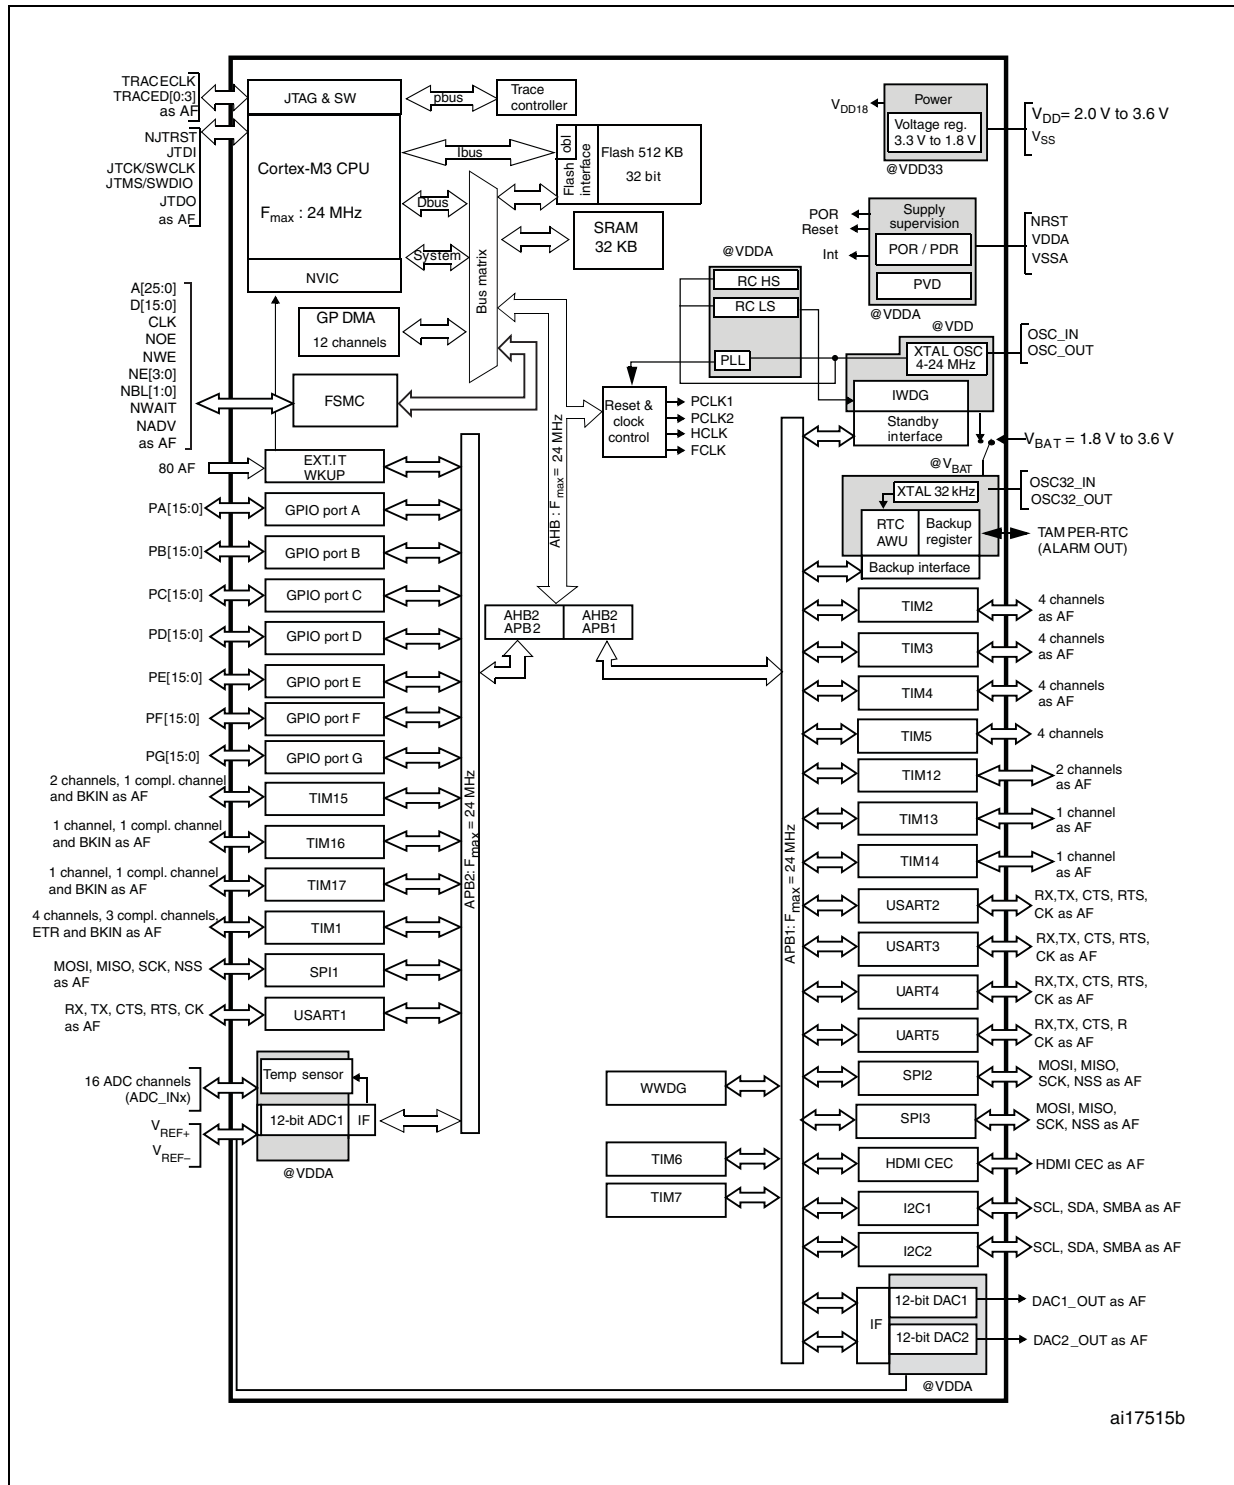 TRACECLK
TRACED[0:3]
as AF
NJTRST
JTDI
JTCK/SWCLK
JTMS/SWDIO
JTDO
as AF
JTAG & SW
pbus
Trace
controller
Cortex-M3 CPU
Fmax : 24 MHz
NVIC
Ibus
Dbus
System
Flash obl
interface
Flash 512 KB
32 bit
SRAM
32 KB
Bus matrix
GP DMA
12 channels
FSMC
A[25:0]
D[15:0]
CLK
NOE
NWE
NE[3:0]
NBL[1:0]
NWAIT
NADV
as AF
VDD18
Power
Voltage reg.
3.3 V to 1.8 V
@VDD33
VDD= 2.0 V to 3.6 V
VSS
POR
Reset
Int
Supply
supervision
POR / PDR
PVD
@VDDA
NRST
VDDA
VSSA
@VDDA
RC HS
RC LS
PLL
@VDD
XTAL OSC
4-24 MHz
OSC_IN
OSC_OUT
IWDG
Standby
interface
Reset &
clock
control
PCLK1
PCLK2
HCLK
FCLK
VBAT = 1.8 V to 3.6 V
@VBAT
XTAL 32 kHz
OSC32_IN
OSC32_OUT
RTC
AWU
Backup
register
Backup interface
TAMPER-RTC
(ALARM OUT)
AHB : Fmax = 24 MHz
AHB2
APB2
AHB2
APB1
80 AF
EXT.IT
WKUP
PA[15:0]
GPIO port A
PB[15:0]
GPIO port B
PC[15:0]
GPIO port C
PD[15:0]
GPIO port D
PE[15:0]
GPIO port E
PF[15:0]
GPIO port F
PG[15:0]
GPIO port G
2 channels, 1 compl. channel
and BKIN as AF
TIM15
1 channel, 1 compl. channel
and BKIN as AF
TIM16
1 channel, 1 compl. channel
and BKIN as AF
TIM17
4 channels, 3 compl. channels,
ETR and BKIN as AF
TIM1
MOSI, MISO, SCK, NSS
as AF
SPI1
RX, TX, CTS, RTS, CK
as AF
USART1
16 ADC channels
(ADC_INx)
Temp sensor
VREF+
VREF–
12-bit ADC1
IF
@VDDA
APB2: Fmax = 24 MHz
APB1: Fmax = 24 MHz
WWDG
TIM6
TIM7
TIM2
4 channels
as AF
TIM3
4 channels
as AF
TIM4
4 channels
as AF
TIM5
4 channels
TIM12
2 channels
as AF
TIM13
1 channel
as AF
TIM14
1 channel
as AF
USART2
RX,TX, CTS, RTS,
CK as AF
USART3
RX,TX, CTS, RTS,
CK as AF
UART4
RX,TX, CTS, RTS,
CK as AF
UART5
RX,TX, CTS, R
CK as AF
SPI2
MOSI, MISO,
SCK, NSS as AF
SPI3
MOSI, MISO,
SCK, NSS as AF
HDMI CEC
HDMI CEC as AF
I2C1
SCL, SDA, SMBA as AF
I2C2
SCL, SDA, SMBA as AF
IF
12-bit DAC1
DAC1_OUT as AF
12-bit DAC2
DAC2_OUT as AF
@VDDA
ai17515b